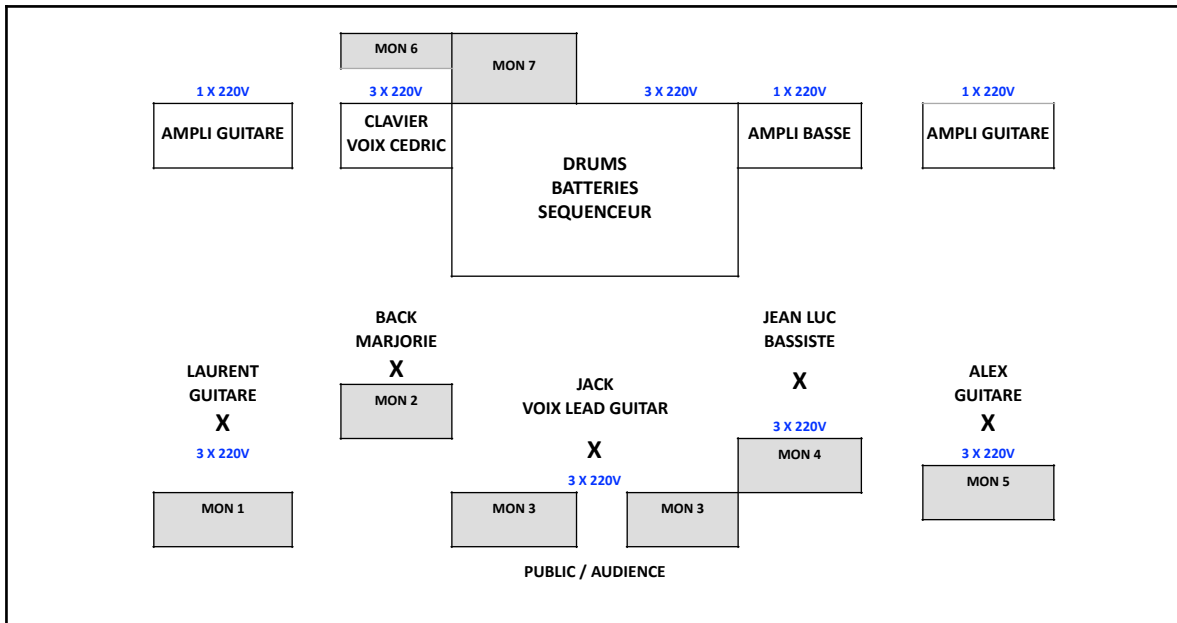 MON 6
MON 7
1 X 220V
3 X 220V
3 X 220V
1 X 220V
1 X 220V
AMPLI GUITARE
CLAVIER
VOIX CEDRIC
DRUMS
BATTERIES
SEQUENCEUR
AMPLI BASSE
AMPLI GUITARE
LAURENT
GUITARE
X
3 X 220V
MON 1
BACK
MARJORIE
X
MON 2
JACK
VOIX LEAD GUITAR
X
3 X 220V
MON 3
MON 3
JEAN LUC
BASSISTE
X
3 X 220V
MON 4
ALEX
GUITARE
X
3 X 220V
MON 5
PUBLIC / AUDIENCE